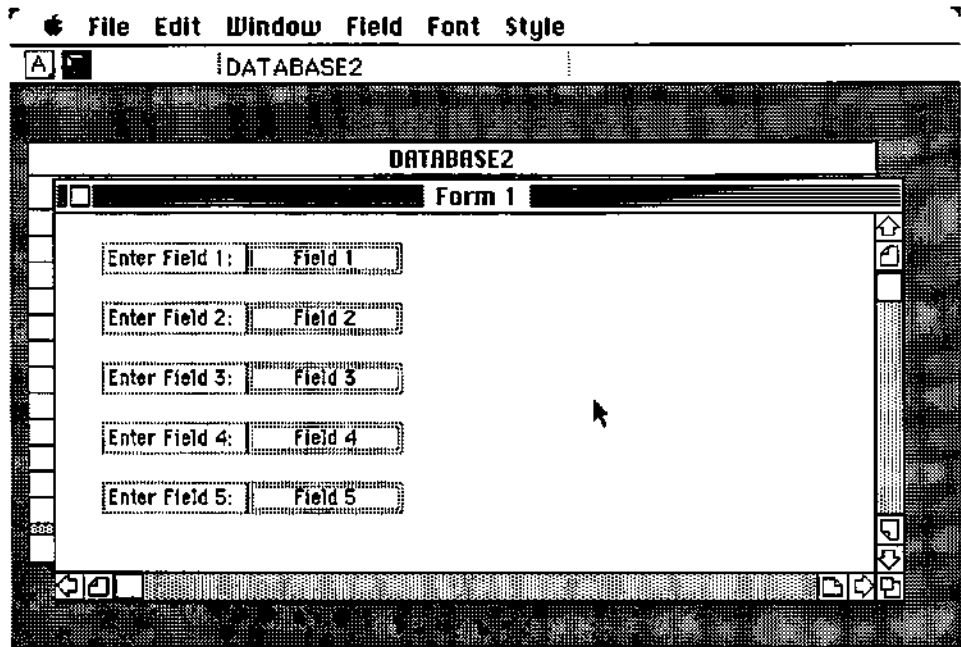 File Edit Window Field Font Style
A DATABASE2
DATABASE2
Form 1
Enter Field 1: Field 1
Enter Field 2: Field 2
Enter Field 3: Field 3
Enter Field 4: Field 4
Enter Field 5: Field 5